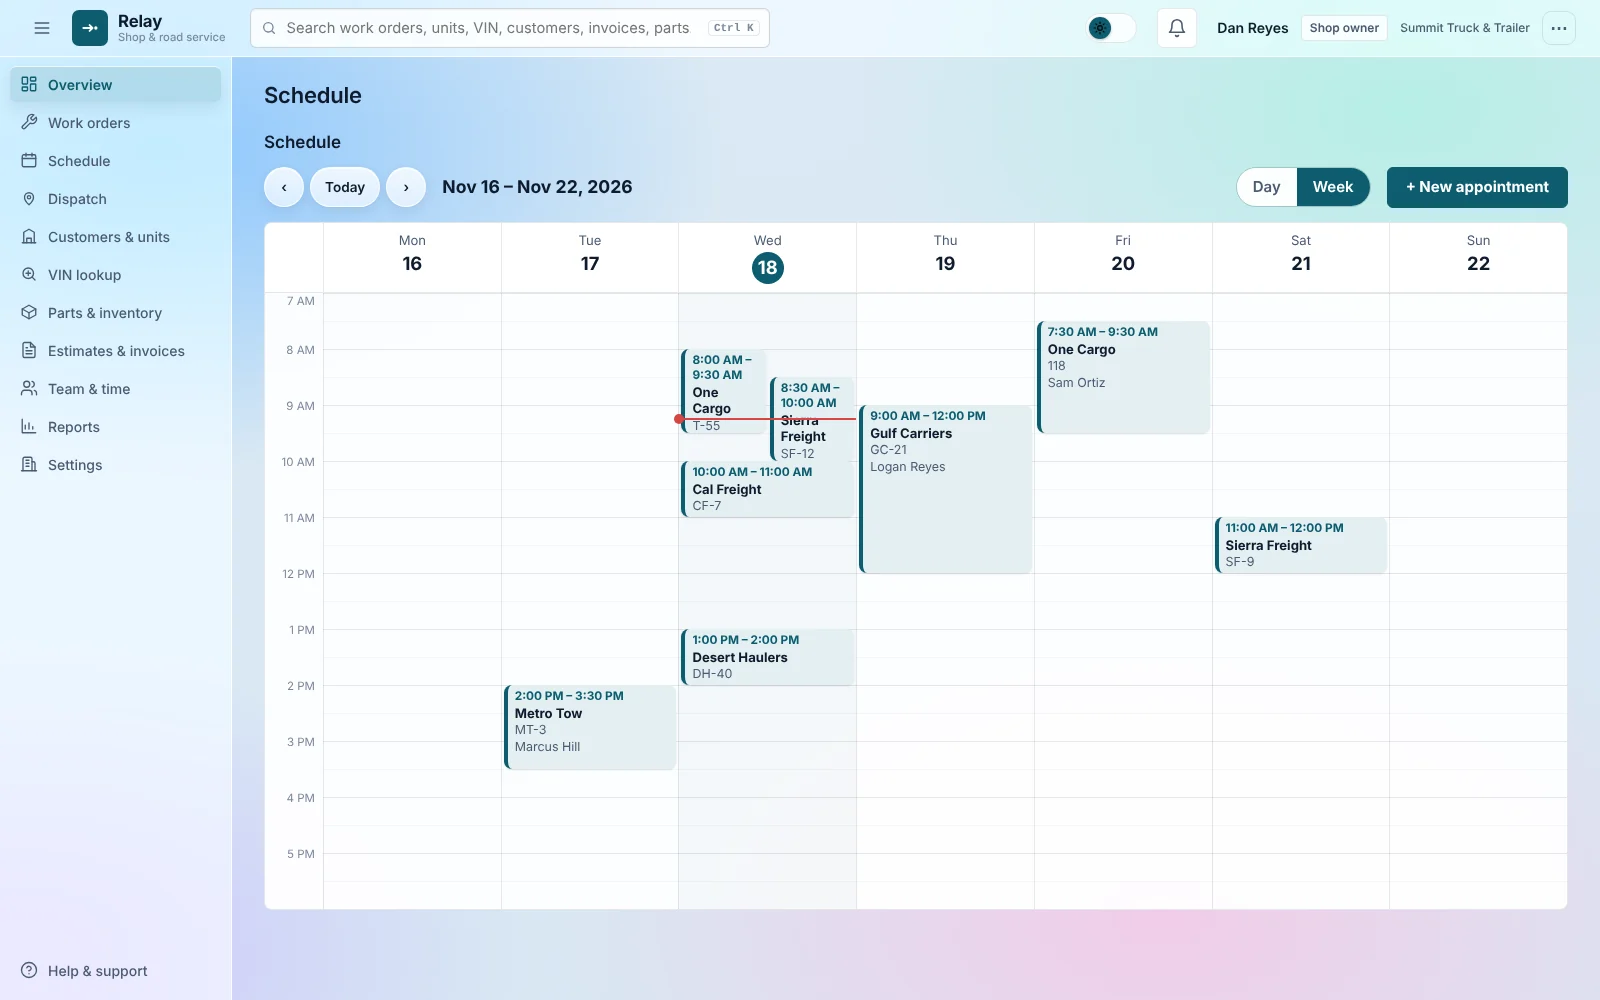 Relay
Shop & road service
Search work orders, units, VIN, customers, invoices, parts
Ctrl K
Dan Reyes
Shop owner
Summit Truck & Trailer
Overview
Work orders
Schedule
Dispatch
Customers & units
VIN lookup
Parts & inventory
Estimates & invoices
Team & time
Reports
Settings
Help & support
Schedule
Schedule
‹
Today
›
Nov 16 – Nov 22, 2026
Day
Week
+ New appointment
Mon
16
Tue
17
Wed
18
Thu
19
Fri
20
Sat
21
Sun
22
7 AM
8 AM
9 AM
10 AM
11 AM
12 PM
1 PM
2 PM
3 PM
4 PM
5 PM
2:00 PM – 3:30 PM
Metro Tow
MT-3
Marcus Hill
8:00 AM –
9:30 AM
One
Cargo
T-55
8:30 AM –
10:00 AM
Sierra
Freight
SF-12
10:00 AM – 11:00 AM
Cal Freight
CF-7
1:00 PM – 2:00 PM
Desert Haulers
DH-40
9:00 AM – 12:00 PM
Gulf Carriers
GC-21
Logan Reyes
7:30 AM – 9:30 AM
One Cargo
118
Sam Ortiz
11:00 AM – 12:00 PM
Sierra Freight
SF-9